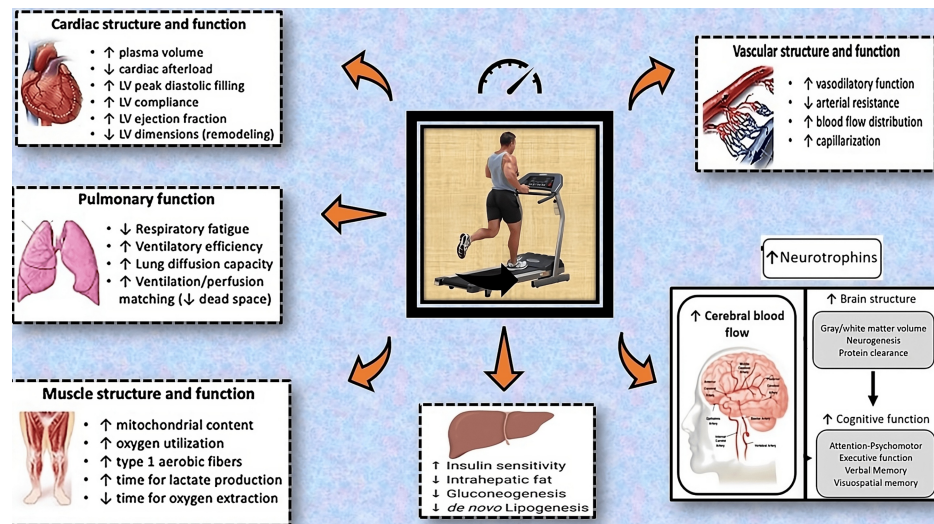 Cardiac structure and function
• ↑ plasma volume
• ↓ cardiac afterload
• ↑ LV peak diastolic filling
• ↑ LV compliance
• ↑ LV ejection fraction
• ↓ LV dimensions (remodeling)
Vascular structure and function
• ↑ vasodilatory function
• ↓ arterial resistance
• ↑ blood flow distribution
• ↑ capillarization
Pulmonary function
• ↓ Respiratory fatigue
• ↑ Ventilatory efficiency
• ↑ Lung diffusion capacity
• ↑ Ventilation/perfusion
matching (↓ dead space)
↑ Neurotrophins
↑ Cerebral blood
flow
↑ Brain structure
Gray/white matter volume
Neurogenesis
Protein clearance
↑ Cognitive function
Attention-Psychomotor
Executive function
Verbal Memory
Visuospatial memory
Muscle structure and function
• ↑ mitochondrial content
• ↑ oxygen utilization
• ↑ type 1 aerobic fibers
• ↑ time for lactate production
• ↓ time for oxygen extraction
↑ Insulin sensitivity
↓ Intrahepatic fat
↓ Gluconeogenesis
↓ de novo Lipogenesis